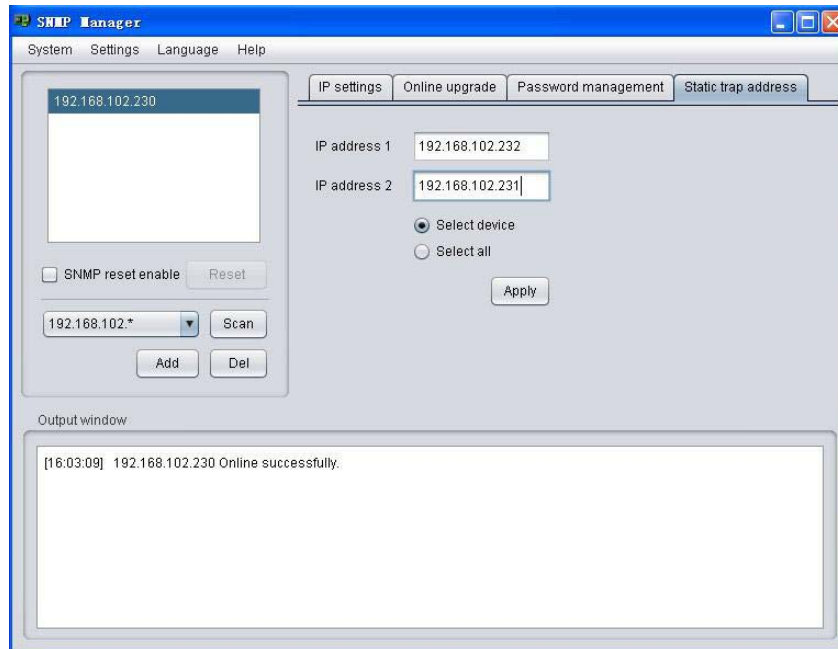 SNMP Manager
System Settings Language Help
192.168.102.230
SNMP reset enable Reset
192.168.102.* Scan
Add Del
IP settings Online upgrade Password management Static trap address
IP address 1 192.168.102.232
IP address 2 192.168.102.231
Select device
Select all
Apply
Output window
[16:03:09] 192.168.102.230 Online successfully.